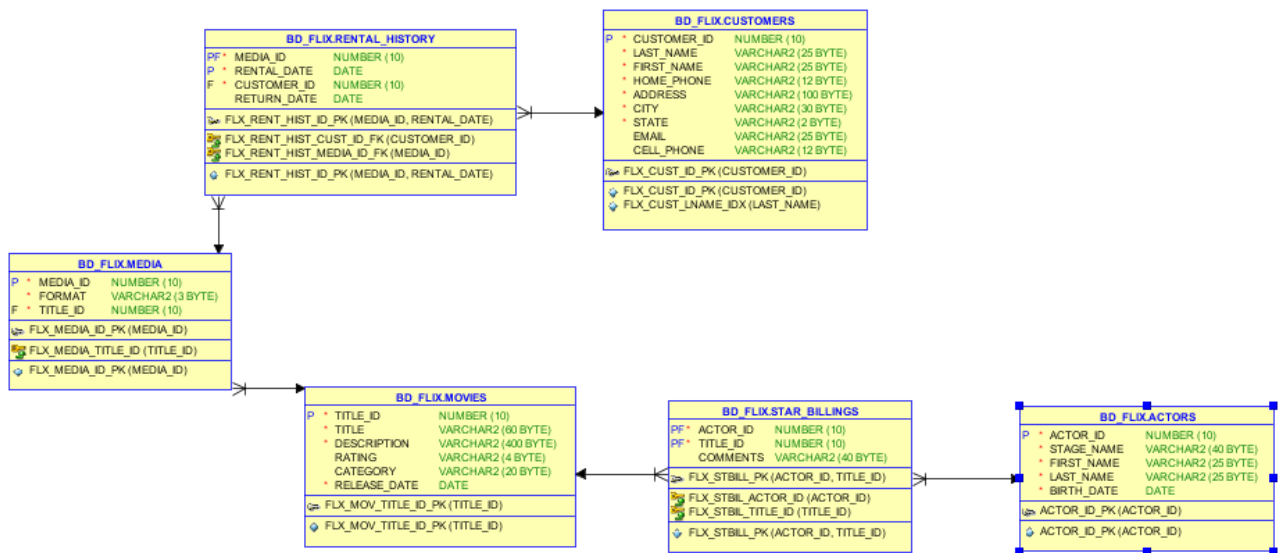 BD_FLIX.RENTAL_HISTORY
PF* MEDIA_ID NUMBER (10)
P * RENTAL_DATE DATE
F * CUSTOMER_ID NUMBER (10)
RETURN_DATE DATE
FLX_RENT_HIST_ID_PK (MEDIA_ID, RENTAL_DATE)
FLX_RENT_HIST_CUST_ID_FK (CUSTOMER_ID)
FLX_RENT_HIST_MEDIA_ID_FK (MEDIA_ID)
FLX_RENT_HIST_ID_PK (MEDIA_ID, RENTAL_DATE)
BD_FLIX.CUSTOMERS
P * CUSTOMER_ID NUMBER (10)
* LAST_NAME VARCHAR2 (25 BYTE)
* FIRST_NAME VARCHAR2 (25 BYTE)
* HOME_PHONE VARCHAR2 (12 BYTE)
* ADDRESS VARCHAR2 (100 BYTE)
* CITY VARCHAR2 (30 BYTE)
* STATE VARCHAR2 (2 BYTE)
EMAIL VARCHAR2 (25 BYTE)
CELL_PHONE VARCHAR2 (12 BYTE)
FLX_CUST_ID_PK (CUSTOMER_ID)
FLX_CUST_ID_PK (CUSTOMER_ID)
FLX_CUST_LNAME_IDX (LAST_NAME)
BD_FLIX.MEDIA
P * MEDIA_ID NUMBER (10)
* FORMAT VARCHAR2 (3 BYTE)
F * TITLE_ID NUMBER (10)
FLX_MEDIA_ID_PK (MEDIA_ID)
FLX_MEDIA_TITLE_ID (TITLE_ID)
FLX_MEDIA_ID_PK (MEDIA_ID)
BD_FLIX.MOVIES
P * TITLE_ID NUMBER (10)
* TITLE VARCHAR2 (60 BYTE)
* DESCRIPTION VARCHAR2 (400 BYTE)
RATING VARCHAR2 (4 BYTE)
CATEGORY VARCHAR2 (20 BYTE)
* RELEASE_DATE DATE
FLX_MOV_TITLE_ID_PK (TITLE_ID)
FLX_MOV_TITLE_ID_PK (TITLE_ID)
BD_FLIX.STAR_BILLINGS
PF* ACTOR_ID NUMBER (10)
PF* TITLE_ID NUMBER (10)
COMMENTS VARCHAR2 (40 BYTE)
FLX_STBILL_PK (ACTOR_ID, TITLE_ID)
FLX_STBIL_ACTOR_ID (ACTOR_ID)
FLX_STBIL_TITLE_ID (TITLE_ID)
FLX_STBILL_PK (ACTOR_ID, TITLE_ID)
BD_FLIX.ACTORS
P * ACTOR_ID NUMBER (10)
* STAGE_NAME VARCHAR2 (40 BYTE)
* FIRST_NAME VARCHAR2 (25 BYTE)
* LAST_NAME VARCHAR2 (25 BYTE)
* BIRTH_DATE DATE
ACTOR_ID_PK (ACTOR_ID)
ACTOR_ID_PK (ACTOR_ID)